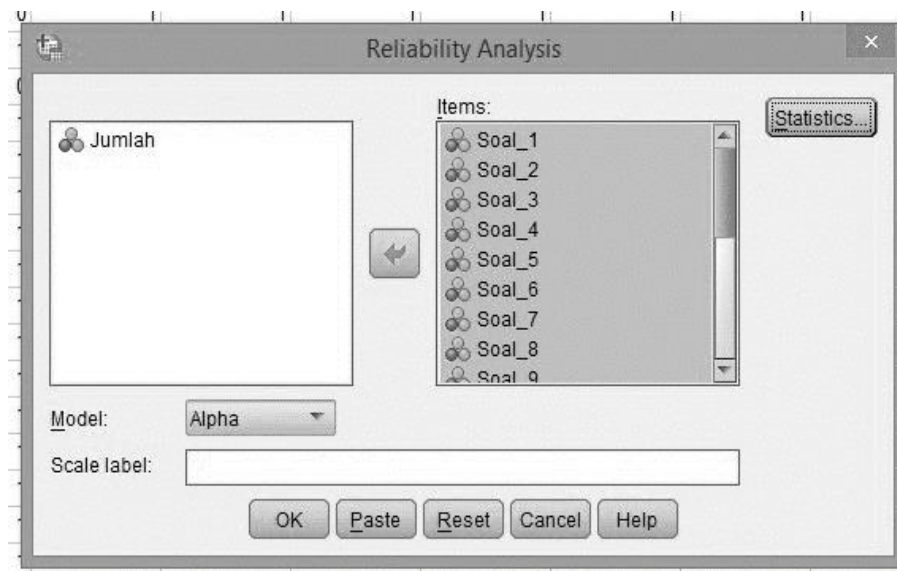 Reliability Analysis
Items:
Statistics...
Jumlah
Soal_1
Soal_2
Soal_3
Soal_4
Soal_5
Soal_6
Soal_7
Soal_8
Soal_9
Model:
Alpha
Scale label:
OK Paste Reset Cancel Help